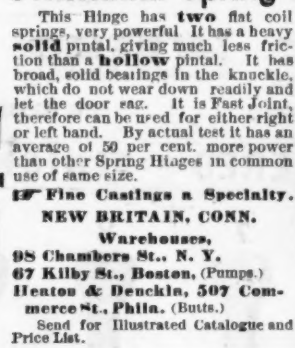 This Hinge has two flat coil
springs, very powerful. It has a heavy
solid pintal, giving much less fric-
tion than a hollow pintal. It has
broad, solid bearings in the knuckle,
which do not wear down readily and
let the door sag. It is Fast Joint,
therefore can be used for either right
or left hand. By actual test it has an
average of 50 per cent. more power
than other Spring Hinges in common
use of same size.
☞ Fine Castings a Specialty.
NEW BRITAIN, CONN.
Warehouses,
98 Chambers St., N. Y.
67 Kilby St., Boston, (Pumps.)
Heaton & Denckla, 507 Com-
merce St., Phila. (Butts.)
Send for Illustrated Catalogue and
Price List.